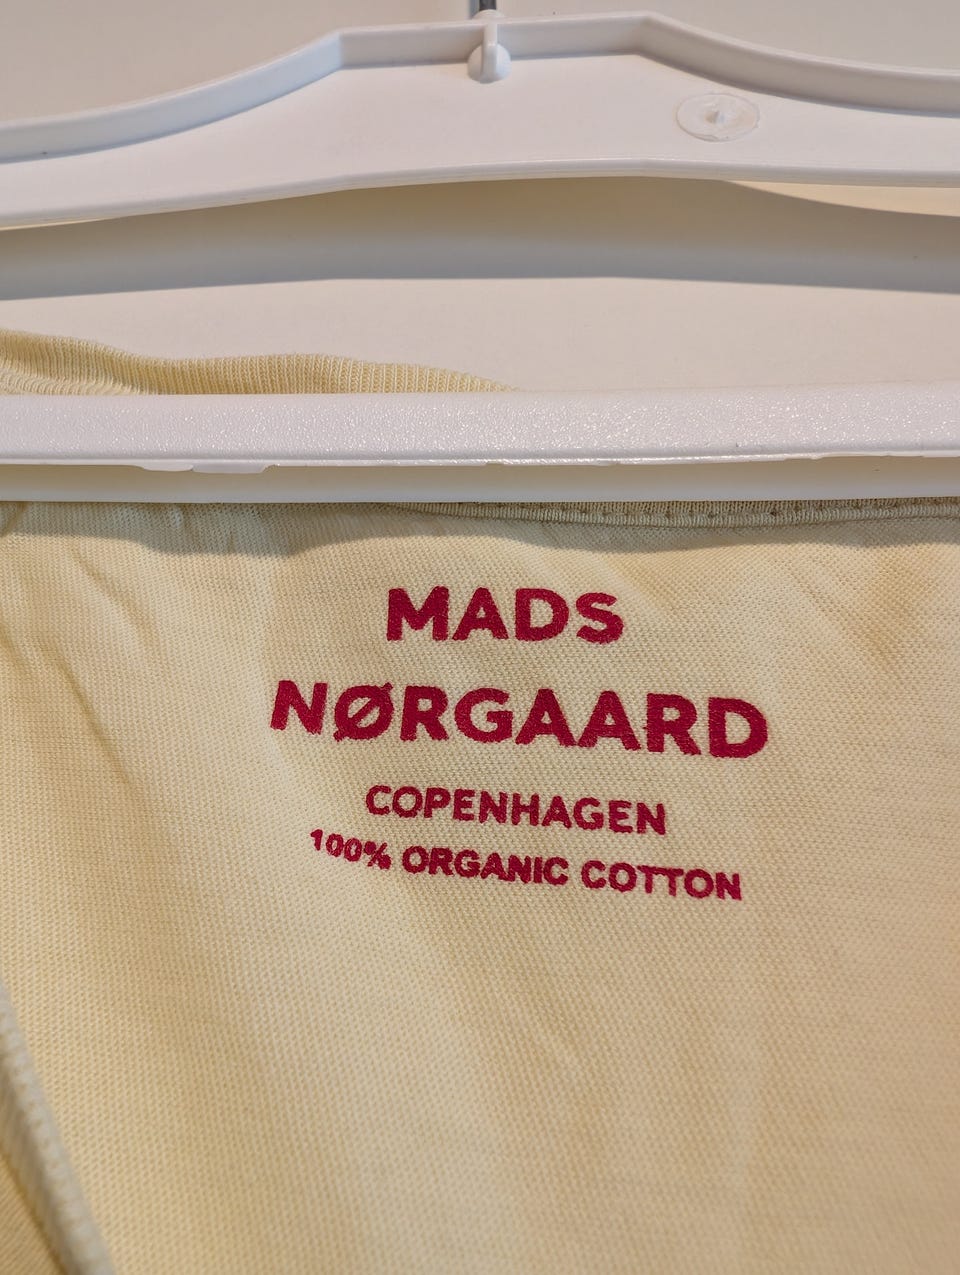 MADS
NØRGAARD
COPENHAGEN
100% ORGANIC COTTON